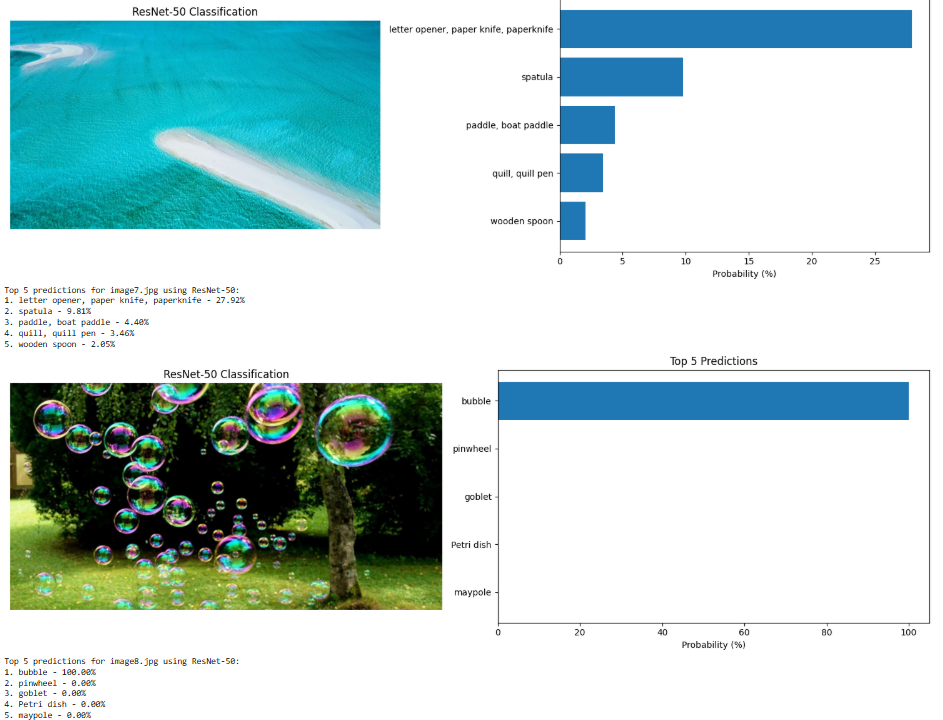 ResNet-50 Classification
letter opener, paper knife, paperknife
spatula
paddle, boat paddle
quill, quill pen
wooden spoon
0 5 10 15 20 25
Probability (%)
Top 5 predictions for image7.jpg using ResNet-50:
1. letter opener, paper knife, paperknife - 27.92%
2. spatula - 9.81%
3. paddle, boat paddle - 4.40%
4. quill, quill pen - 3.46%
5. wooden spoon - 2.05%
ResNet-50 Classification
Top 5 Predictions
bubble
pinwheel
goblet
Petri dish
maypole
0 20 40 60 80 100
Probability (%)
Top 5 predictions for image8.jpg using ResNet-50:
1. bubble - 100.00%
2. pinwheel - 0.00%
3. goblet - 0.00%
4. Petri dish - 0.00%
5. maypole - 0.00%